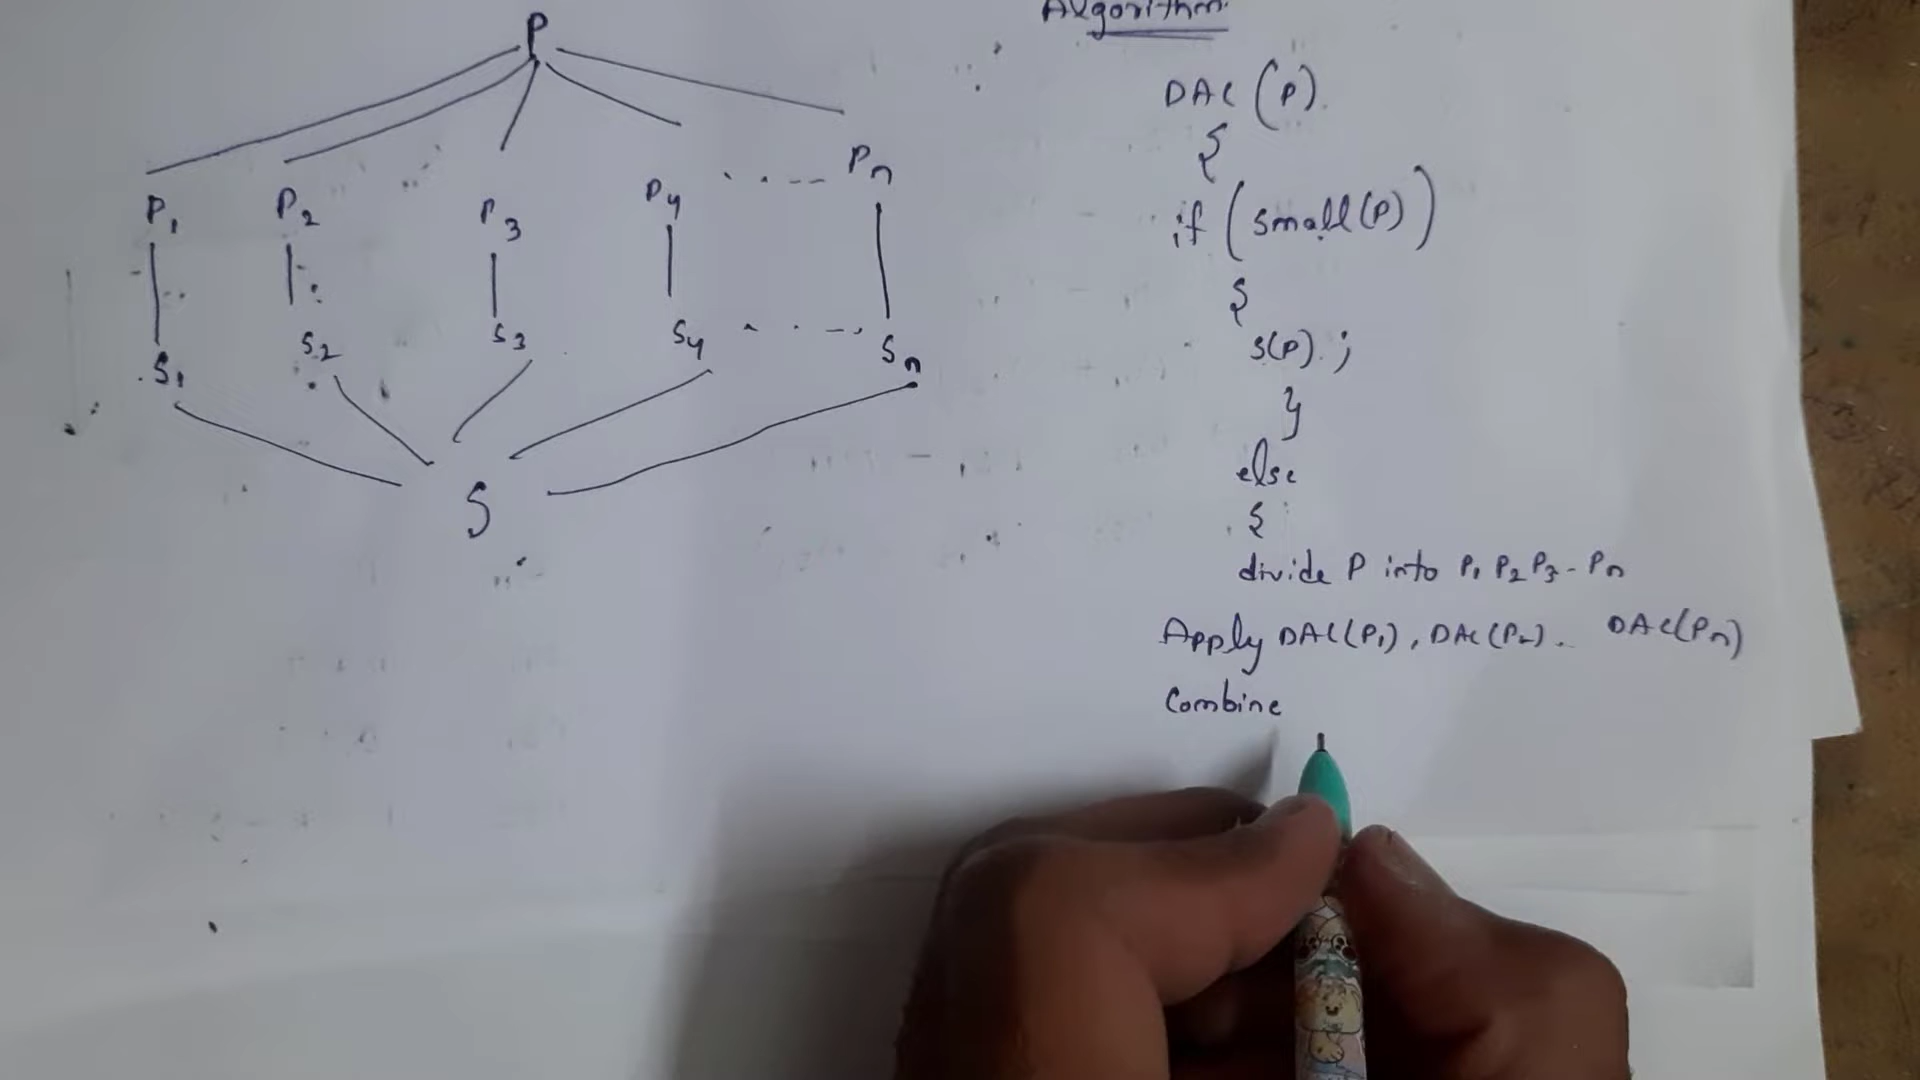 P
P1 P2 P3 P4 ..-- Pn
S1 S2 S3 S4 ..-. Sn
S
Algorithm
DAC (P)
{
if (small(P))
{
S(P);
}
else
{
divide P into P1 P2 P3 - Pn
Apply DAC(P1), DAC(P2).. DAC(Pn)
Combine